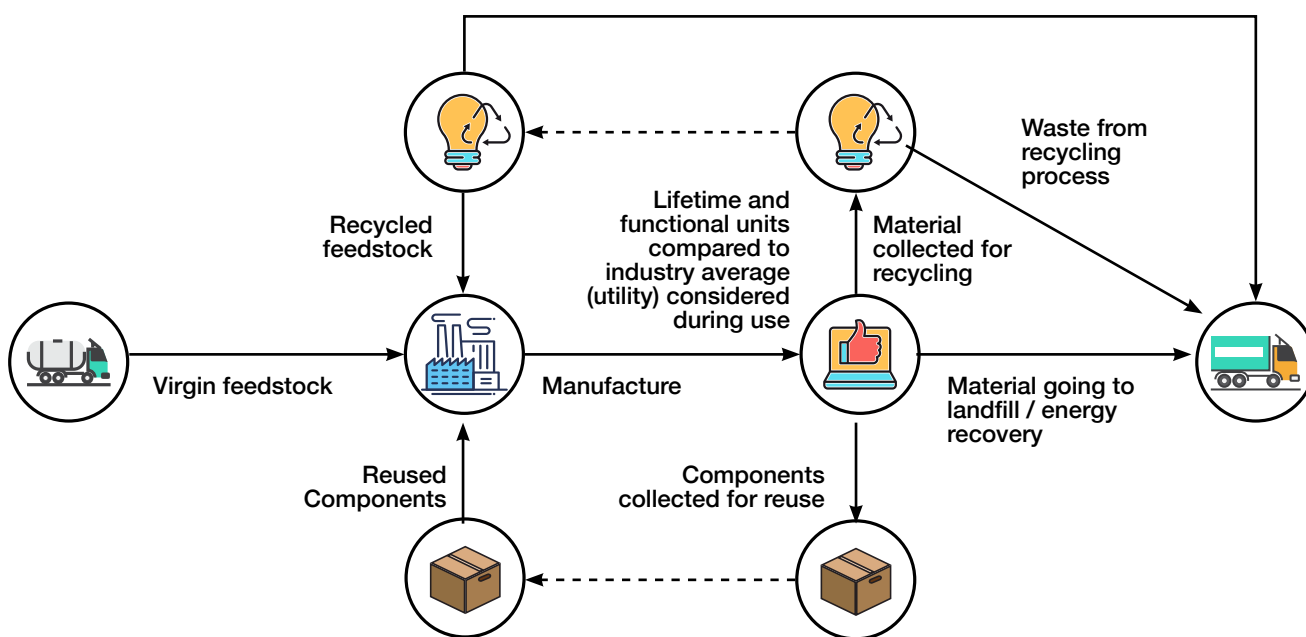 Waste from
recycling
process
Recycled
feedstock
Lifetime and
functional units
compared to
industry average
(utility) considered
during use
Material
collected for
recycling
Virgin feedstock
Manufacture
Material going to
landfill / energy
recovery
Reused
Components
Components
collected for reuse